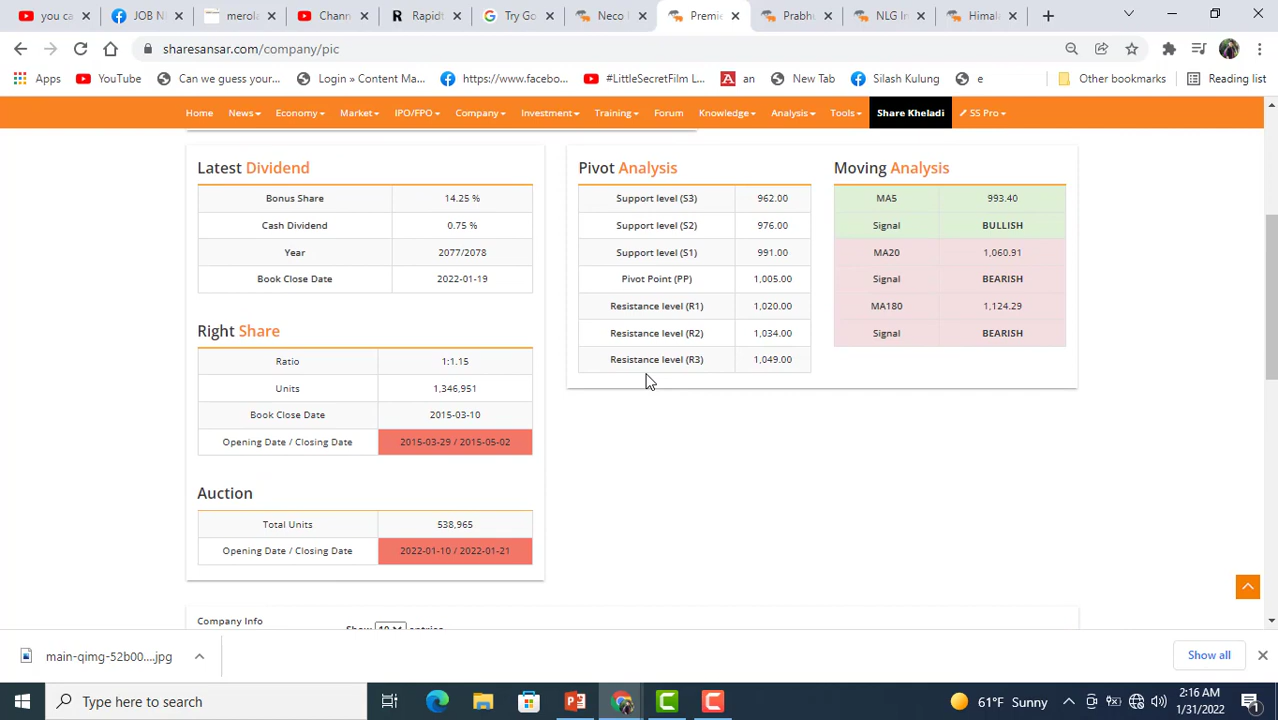 you ca
JOB N
merola
Chann
Rapidt
Try Go
Neco I
Premie
Prabhu
NLG In
Himal
sharesansar.com/company/pic
Apps
YouTube
Can we guess your...
Login » Content Ma...
https://www.facebo...
#LittleSecretFilm L...
an
New Tab
Silash Kulung
e
Other bookmarks
Reading list
Home
News
Economy
Market
IPO/FPO
Company
Investment
Training
Forum
Knowledge
Analysis
Tools
Share Kheladi
SS Pro
Latest Dividend
Bonus Share 14.25 %
Cash Dividend 0.75 %
Year 2077/2078
Book Close Date 2022-01-19
Right Share
Ratio 1:1.15
Units 1,346,951
Book Close Date 2015-03-10
Opening Date / Closing Date 2015-03-29 / 2015-05-02
Auction
Total Units 538,965
Opening Date / Closing Date 2022-01-10 / 2022-01-21
Pivot Analysis
Support level (S3) 962.00
Support level (S2) 976.00
Support level (S1) 991.00
Pivot Point (PP) 1,005.00
Resistance level (R1) 1,020.00
Resistance level (R2) 1,034.00
Resistance level (R3) 1,049.00
Moving Analysis
MA5 993.40
Signal BULLISH
MA20 1,060.91
Signal BEARISH
MA180 1,124.29
Signal BEARISH
Company Info
Show 10 entries
main-qimg-52b00....jpg
Show all
Type here to search
61°F Sunny
2:16 AM
1/31/2022
1